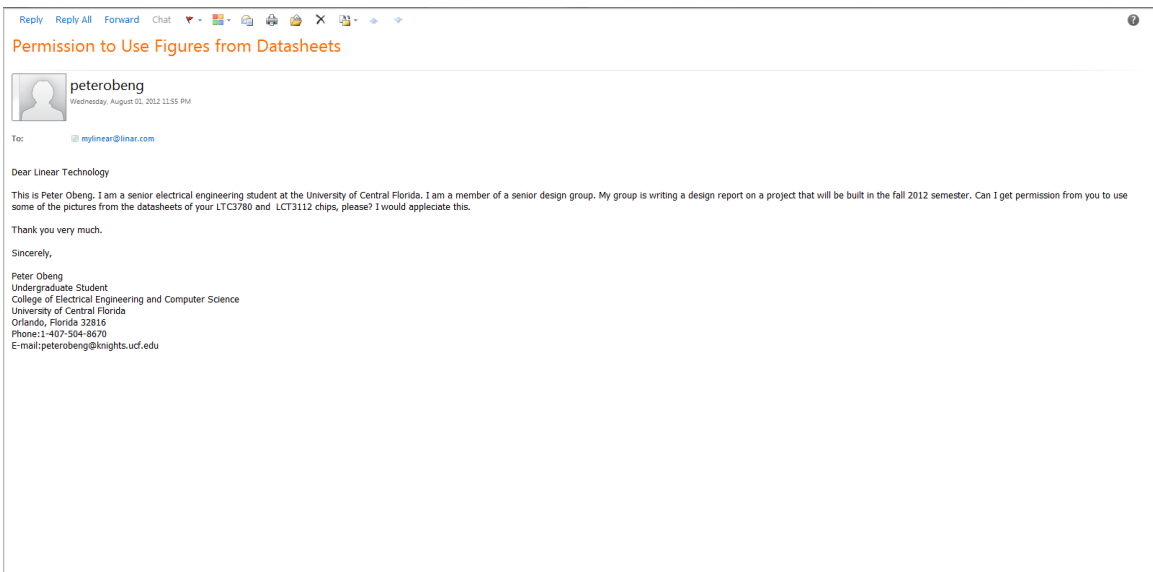 Reply Reply All Forward Chat
Permission to Use Figures from Datasheets
peterobeng
Wednesday, August 01, 2012 11:55 PM
To: mylinear@linar.com
Dear Linear Technology
This is Peter Obeng. I am a senior electrical engineering student at the University of Central Florida. I am a member of a senior design group. My group is writing a design report on a project that will be built in the fall 2012 semester. Can I get permission from you to use
some of the pictures from the datasheets of your LTC3780 and LCT3112 chips, please? I would appleciate this.
Thank you very much.
Sincerely,
Peter Obeng
Undergraduate Student
College of Electrical Engineering and Computer Science
University of Central Florida
Orlando, Florida 32816
Phone:1-407-504-8670
E-mail:peterobeng@knights.ucf.edu